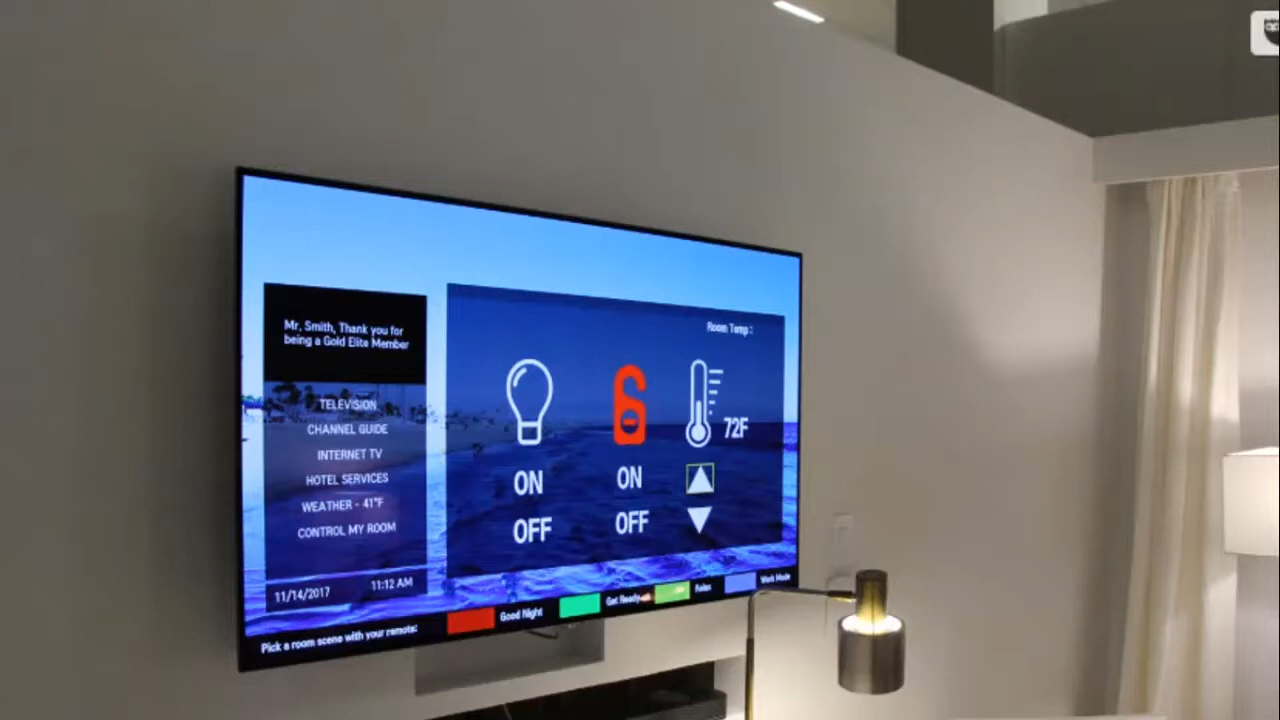 Mr. Smith, Thank you for
being a Gold Elite Member
TELEVISION
CHANNEL GUIDE
INTERNET TV
HOTEL SERVICES
WEATHER - 41°F
CONTROL MY ROOM
11/14/2017 11:12 AM
Room Temp :
72F
ON ON
OFF OFF
Pick a room scene with your remote:
Good Night
Get Ready
Relax
Work Mode